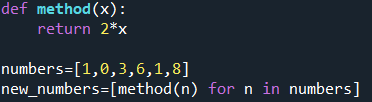 def method(x):
    return 2*x

numbers=[1,0,3,6,1,8]
new_numbers=[method(n) for n in numbers]